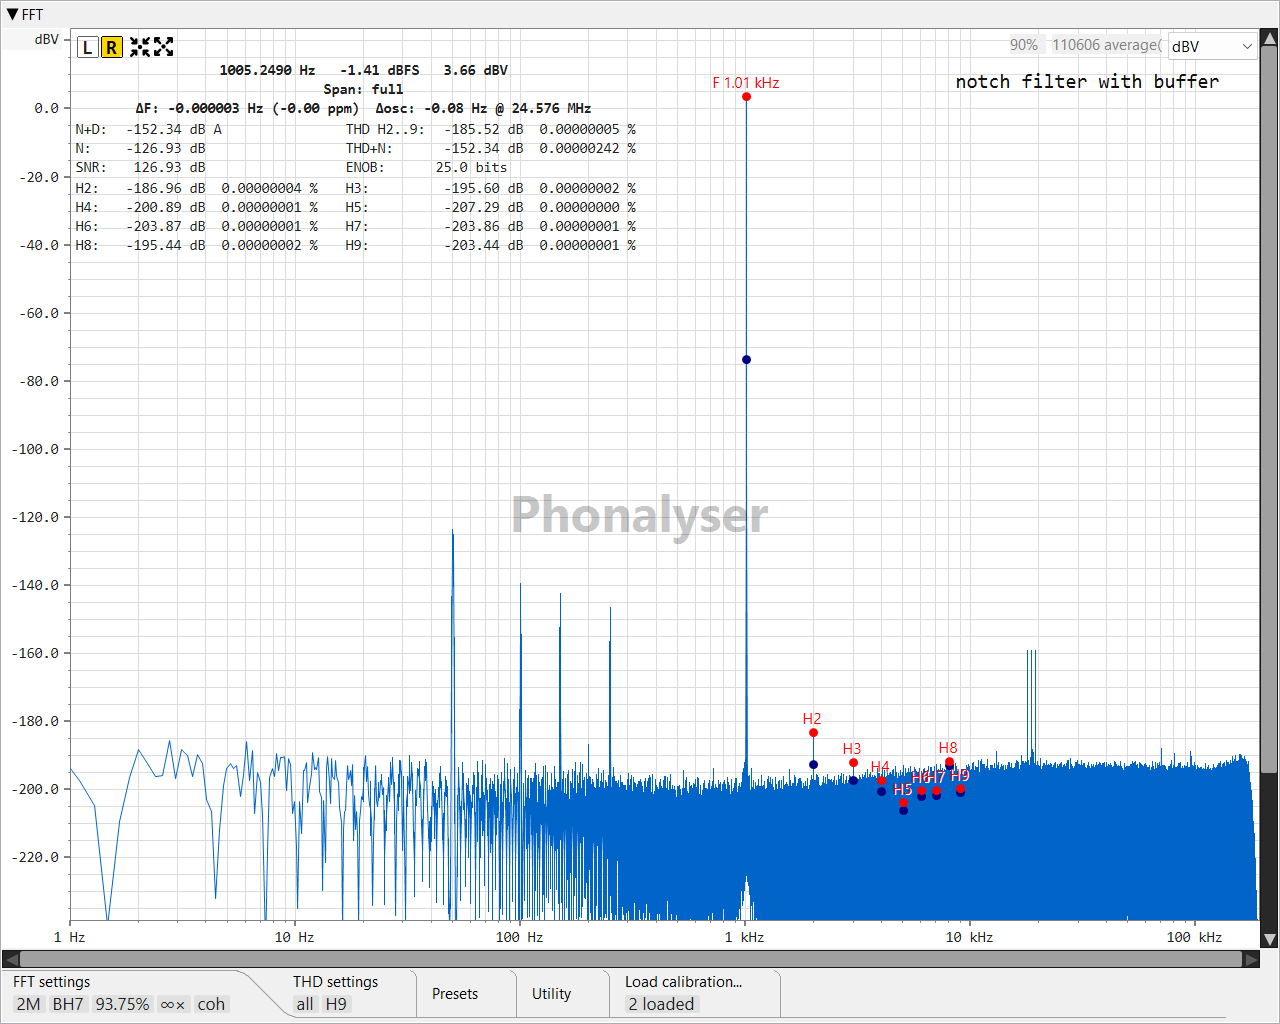 FFT
dBV
L R
90% 110606 average( dBV
1005.2490 Hz -1.41 dBFS 3.66 dBV
F 1.01 kHz
notch filter with buffer
Span: full
ΔF: -0.000003 Hz (-0.00 ppm) Δosc: -0.08 Hz @ 24.576 MHz
N+D: -152.34 dB A THD H2..9: -185.52 dB 0.00000005 %
N: -126.93 dB THD+N: -152.34 dB 0.00000242 %
SNR: 126.93 dB ENOB: 25.0 bits
H2: -186.96 dB 0.00000004 % H3: -195.60 dB 0.00000002 %
H4: -200.89 dB 0.00000001 % H5: -207.29 dB 0.00000000 %
H6: -203.87 dB 0.00000001 % H7: -203.86 dB 0.00000001 %
H8: -195.44 dB 0.00000002 % H9: -203.44 dB 0.00000001 %
0.0
-20.0
-40.0
-60.0
-80.0
-100.0
-120.0
-140.0
-160.0
-180.0
-200.0
-220.0
Phonalyser
H2
H3
H4
H5
H6
H7
H8
H9
1 Hz 10 Hz 100 Hz 1 kHz 10 kHz 100 kHz
FFT settings
2M BH7 93.75% ∞× coh
THD settings
all H9
Presets
Utility
Load calibration...
2 loaded